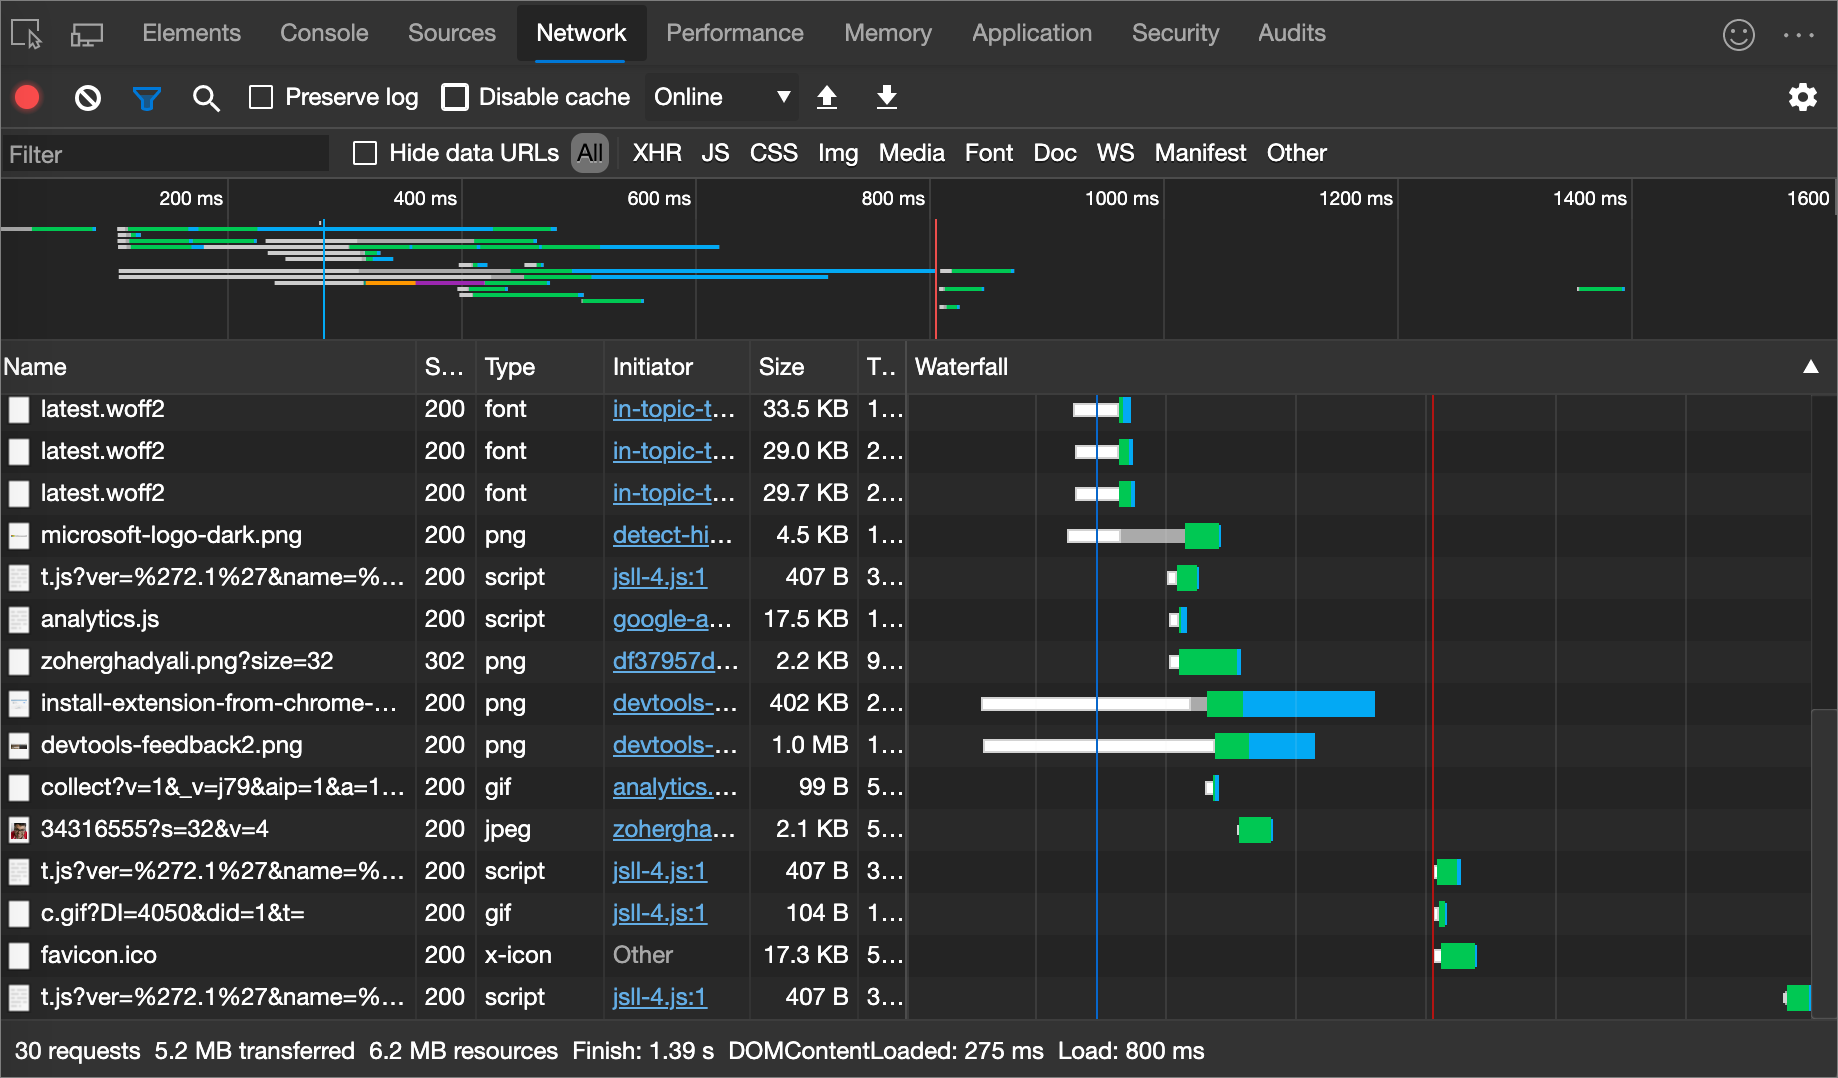 Elements Console Sources Network Performance Memory Application Security Audits
Preserve log Disable cache Online
Filter Hide data URLs All XHR JS CSS Img Media Font Doc WS Manifest Other
200 ms 400 ms 600 ms 800 ms 1000 ms 1200 ms 1400 ms 1600
Name S... Type Initiator Size T.. Waterfall
latest.woff2 200 font in-topic-t... 33.5 KB 1...
latest.woff2 200 font in-topic-t... 29.0 KB 2...
latest.woff2 200 font in-topic-t... 29.7 KB 2...
microsoft-logo-dark.png 200 png detect-hi... 4.5 KB 1...
t.js?ver=%272.1%27&name=%... 200 script jsll-4.js:1 407 B 3...
analytics.js 200 script google-a... 17.5 KB 1...
zoherghadyali.png?size=32 302 png df37957d... 2.2 KB 9...
install-extension-from-chrome-... 200 png devtools-... 402 KB 2...
devtools-feedback2.png 200 png devtools-... 1.0 MB 1...
collect?v=1&_v=j79&aip=1&a=1... 200 gif analytics.... 99 B 5...
34316555?s=32&v=4 200 jpeg zohergha... 2.1 KB 5...
t.js?ver=%272.1%27&name=%... 200 script jsll-4.js:1 407 B 3...
c.gif?DI=4050&did=1&t= 200 gif jsll-4.js:1 104 B 1...
favicon.ico 200 x-icon Other 17.3 KB 5...
t.js?ver=%272.1%27&name=%... 200 script jsll-4.js:1 407 B 3...
30 requests 5.2 MB transferred 6.2 MB resources Finish: 1.39 s DOMContentLoaded: 275 ms Load: 800 ms